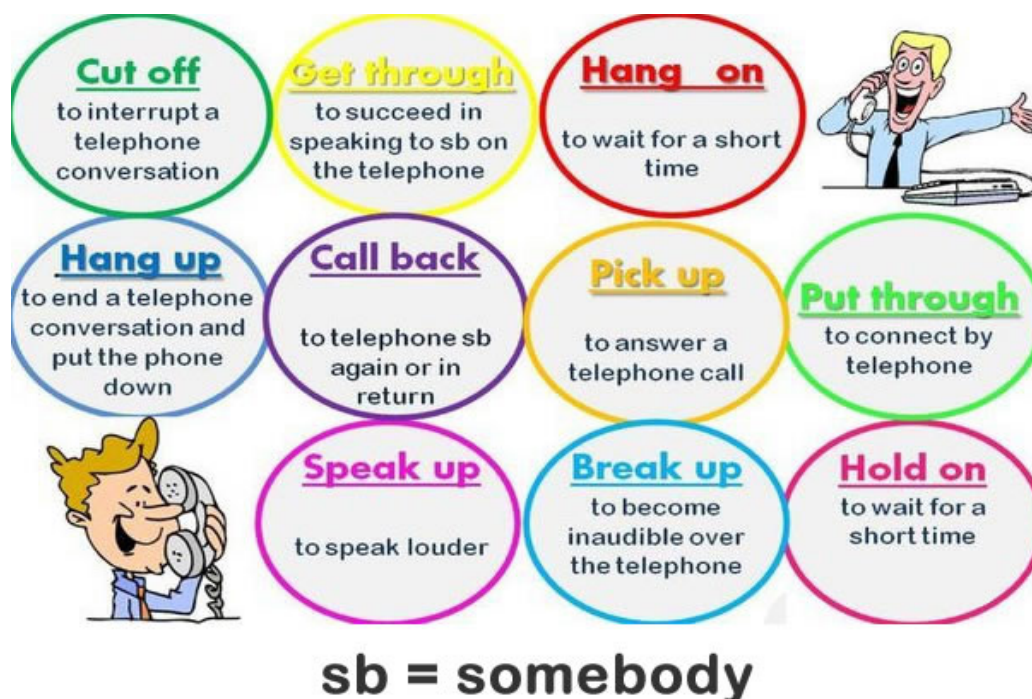 Cut off
to interrupt a
telephone
conversation
Get through
to succeed in
speaking to sb on
the telephone
Hang on
to wait for a short
time
Hang up
to end a telephone
conversation and
put the phone
down
Call back
to telephone sb
again or in
return
Pick up
to answer a
telephone call
Put through
to connect by
telephone
Speak up
to speak louder
Break up
to become
inaudible over
the telephone
Hold on
to wait for a
short time
sb = somebody